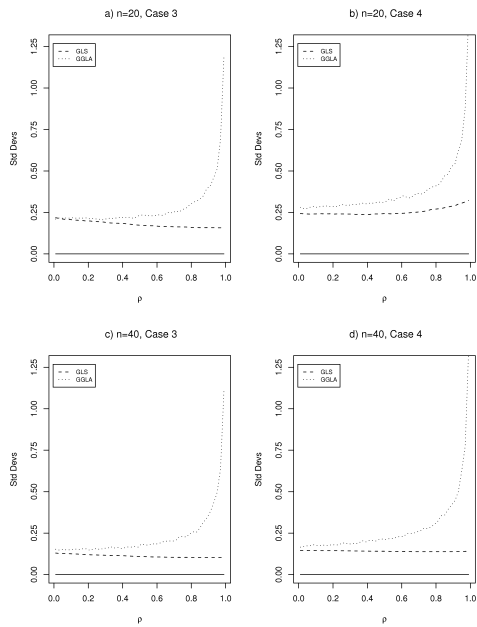 a) n=20, Case 3
GLS
GGLA
Std Devs
0.00 0.25 0.50 0.75 1.00 1.25
0.0 0.2 0.4 0.6 0.8 1.0
ρ
b) n=20, Case 4
GLS
GGLA
Std Devs
0.00 0.25 0.50 0.75 1.00 1.25
0.0 0.2 0.4 0.6 0.8 1.0
ρ
c) n=40, Case 3
GLS
GGLA
Std Devs
0.00 0.25 0.50 0.75 1.00 1.25
0.0 0.2 0.4 0.6 0.8 1.0
ρ
d) n=40, Case 4
GLS
GGLA
Std Devs
0.00 0.25 0.50 0.75 1.00 1.25
0.0 0.2 0.4 0.6 0.8 1.0
ρ